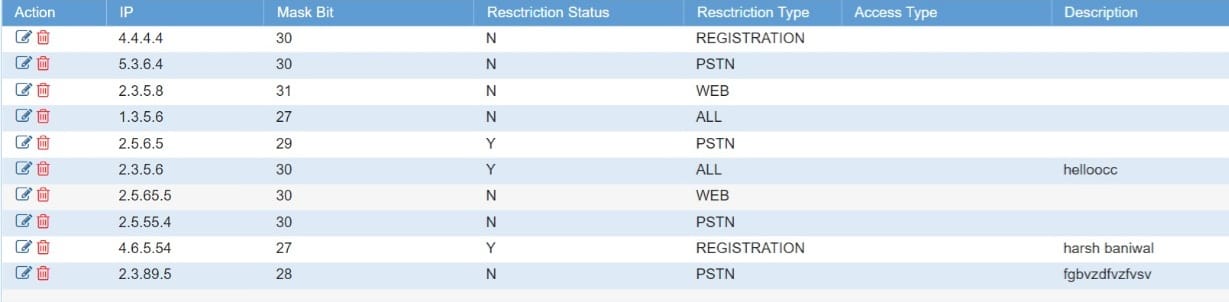 Action IP Mask Bit Resctriction Status Resctriction Type Access Type Description
4.4.4.4 30 N REGISTRATION
5.3.6.4 30 N PSTN
2.3.5.8 31 N WEB
1.3.5.6 27 N ALL
2.5.6.5 29 Y PSTN
2.3.5.6 30 Y ALL helloocc
2.5.65.5 30 N WEB
2.5.55.4 30 N PSTN
4.6.5.54 27 Y REGISTRATION harsh baniwal
2.3.89.5 28 N PSTN fgbvzdfvzfvsv